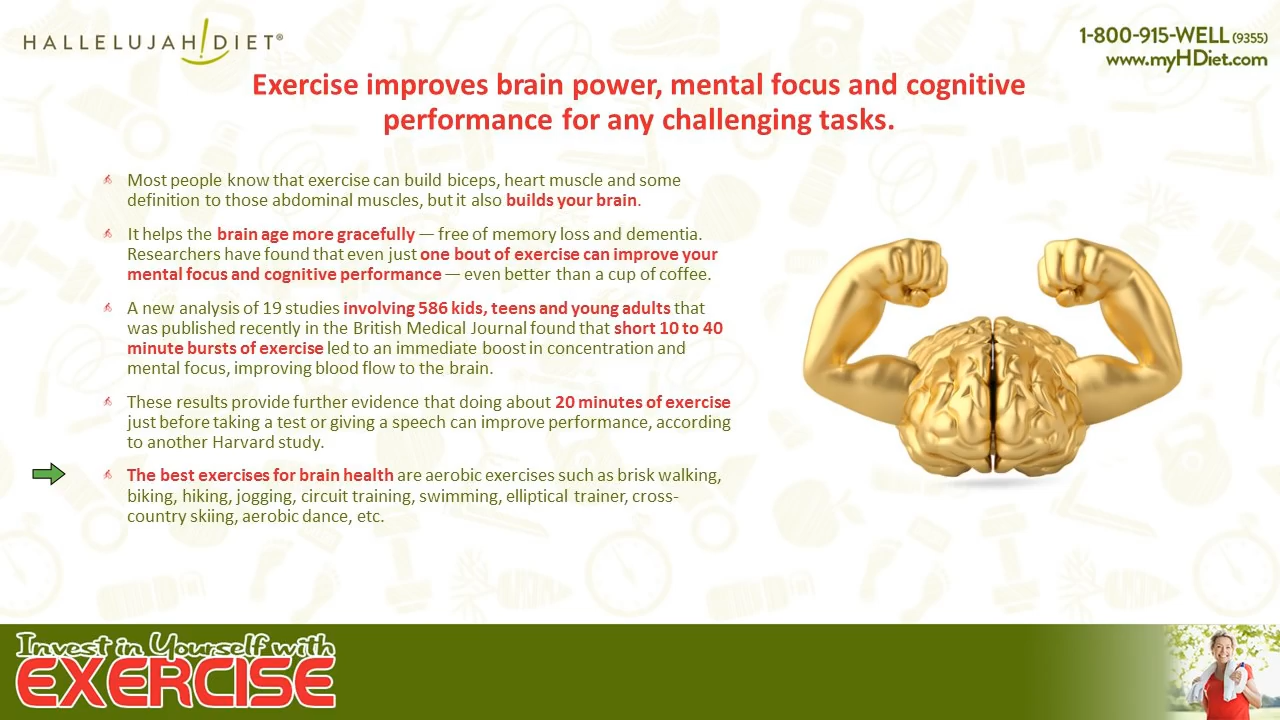 HALLELUJAH!DIET®
1-800-915-WELL (9355)
www.myHDiet.com
Exercise improves brain power, mental focus and cognitive
performance for any challenging tasks.
Most people know that exercise can build biceps, heart muscle and some
definition to those abdominal muscles, but it also builds your brain.
It helps the brain age more gracefully — free of memory loss and dementia.
Researchers have found that even just one bout of exercise can improve your
mental focus and cognitive performance — even better than a cup of coffee.
A new analysis of 19 studies involving 586 kids, teens and young adults that
was published recently in the British Medical Journal found that short 10 to 40
minute bursts of exercise led to an immediate boost in concentration and
mental focus, improving blood flow to the brain.
These results provide further evidence that doing about 20 minutes of exercise
just before taking a test or giving a speech can improve performance, according
to another Harvard study.
The best exercises for brain health are aerobic exercises such as brisk walking,
biking, hiking, jogging, circuit training, swimming, elliptical trainer, cross-
country skiing, aerobic dance, etc.
Invest in Yourself with
EXERCISE